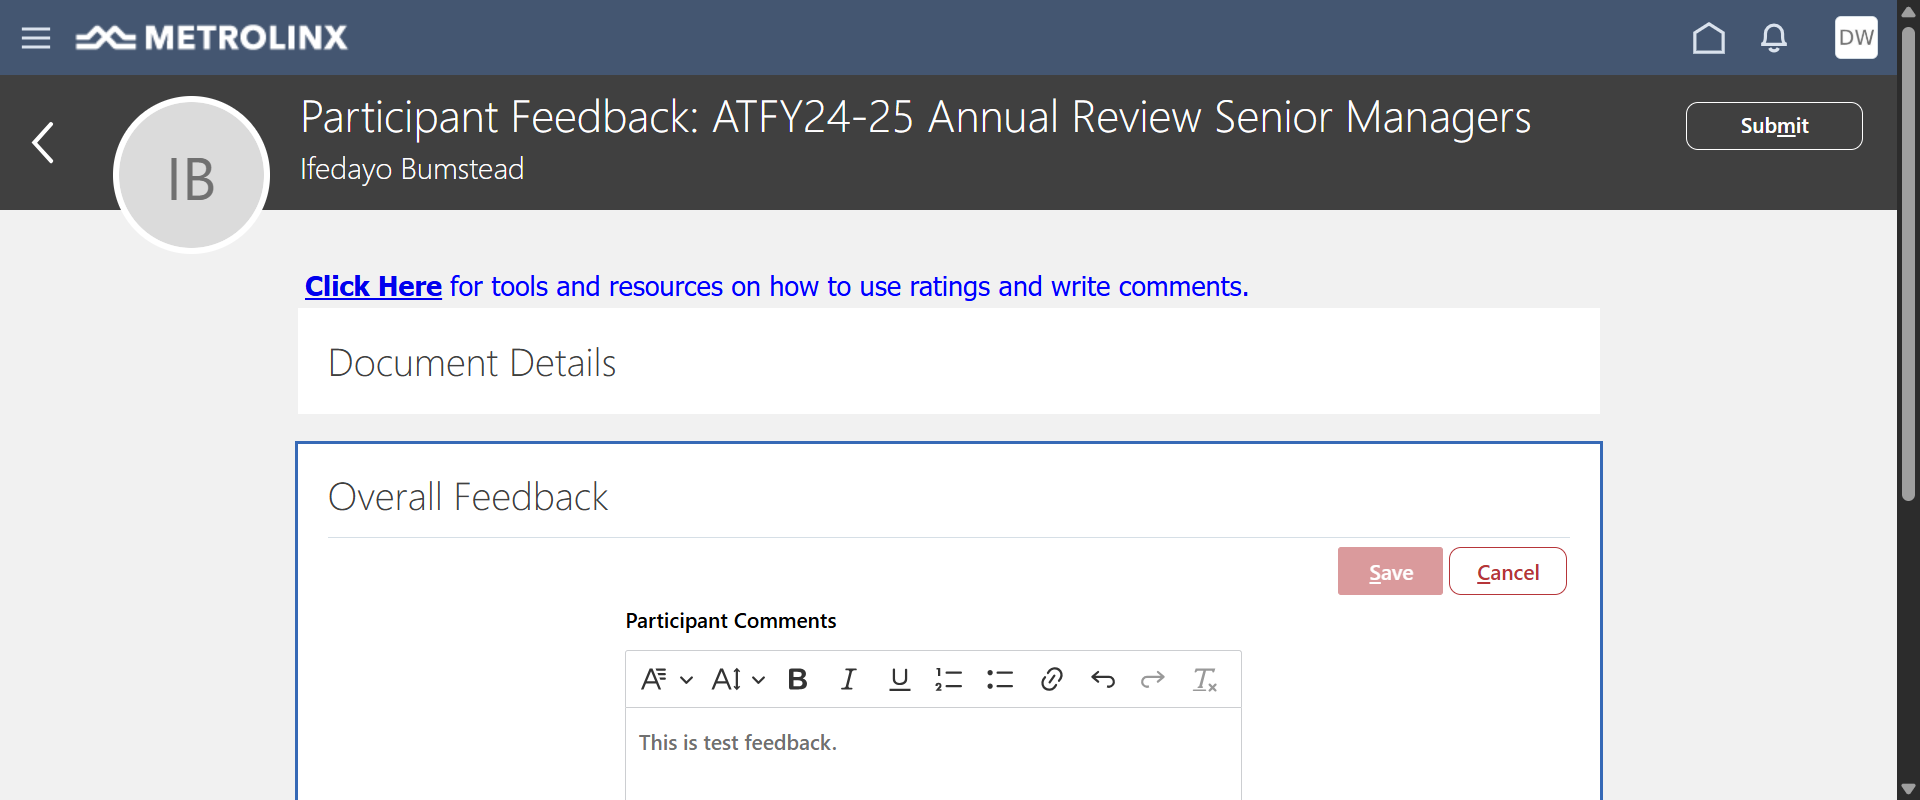 METROLINX
DW
IB
Participant Feedback: ATFY24-25 Annual Review Senior Managers
Ifedayo Bumstead
Submit
Click Here for tools and resources on how to use ratings and write comments.
Document Details
Overall Feedback
Save
Cancel
Participant Comments
This is test feedback.